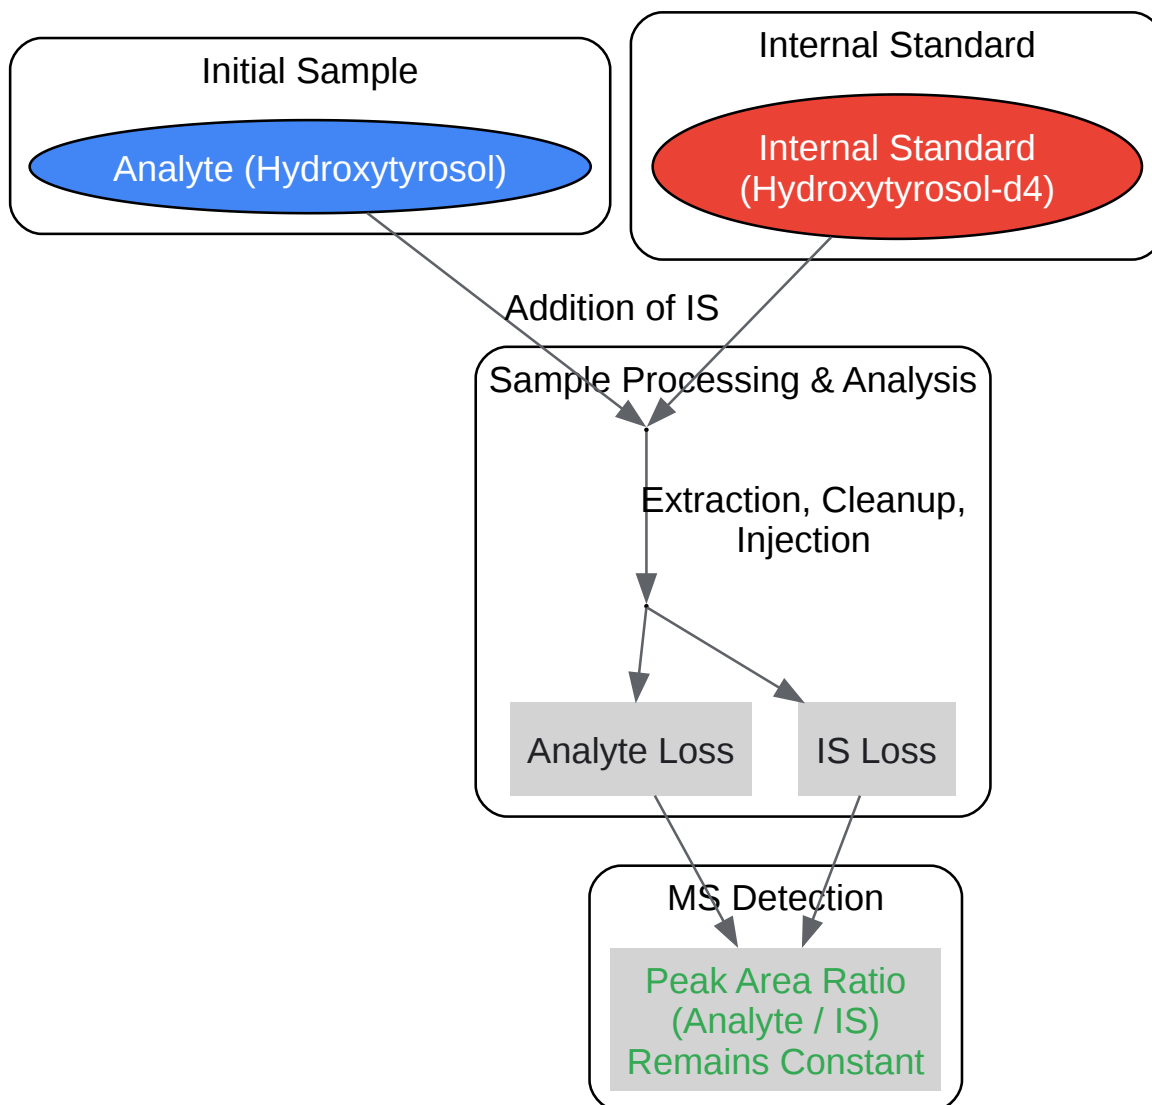 Initial Sample
Internal Standard
Analyte (Hydroxytyrosol)
Internal Standard
(Hydroxytyrosol-d4)
Addition of IS
Sample Processing & Analysis
Extraction, Cleanup,
Injection
Analyte Loss
IS Loss
MS Detection
Peak Area Ratio
(Analyte / IS)
Remains Constant